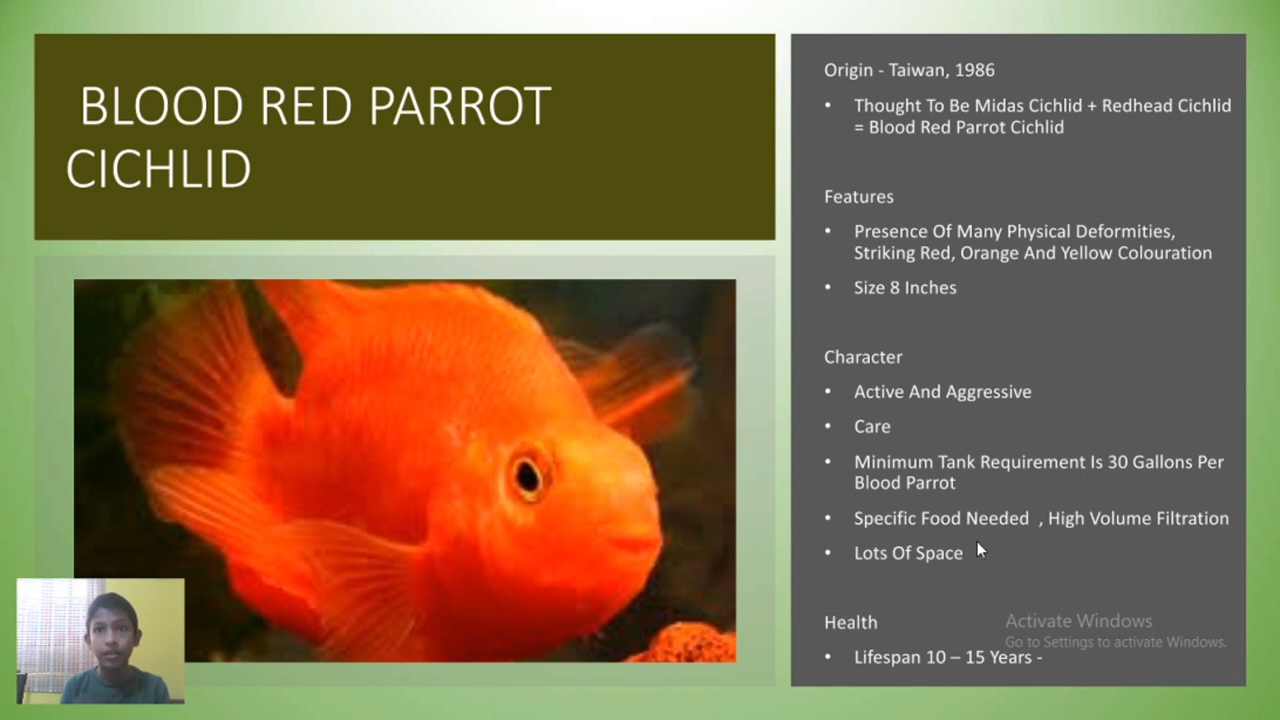 BLOOD RED PARROT
CICHLID
Origin - Taiwan, 1986
• Thought To Be Midas Cichlid + Redhead Cichlid
= Blood Red Parrot Cichlid
Features
• Presence Of Many Physical Deformities,
Striking Red, Orange And Yellow Colouration
• Size 8 Inches
Character
• Active And Aggressive
• Care
• Minimum Tank Requirement Is 30 Gallons Per
Blood Parrot
• Specific Food Needed , High Volume Filtration
• Lots Of Space
Health
• Lifespan 10 – 15 Years -
Activate Windows
Go to Settings to activate Windows.